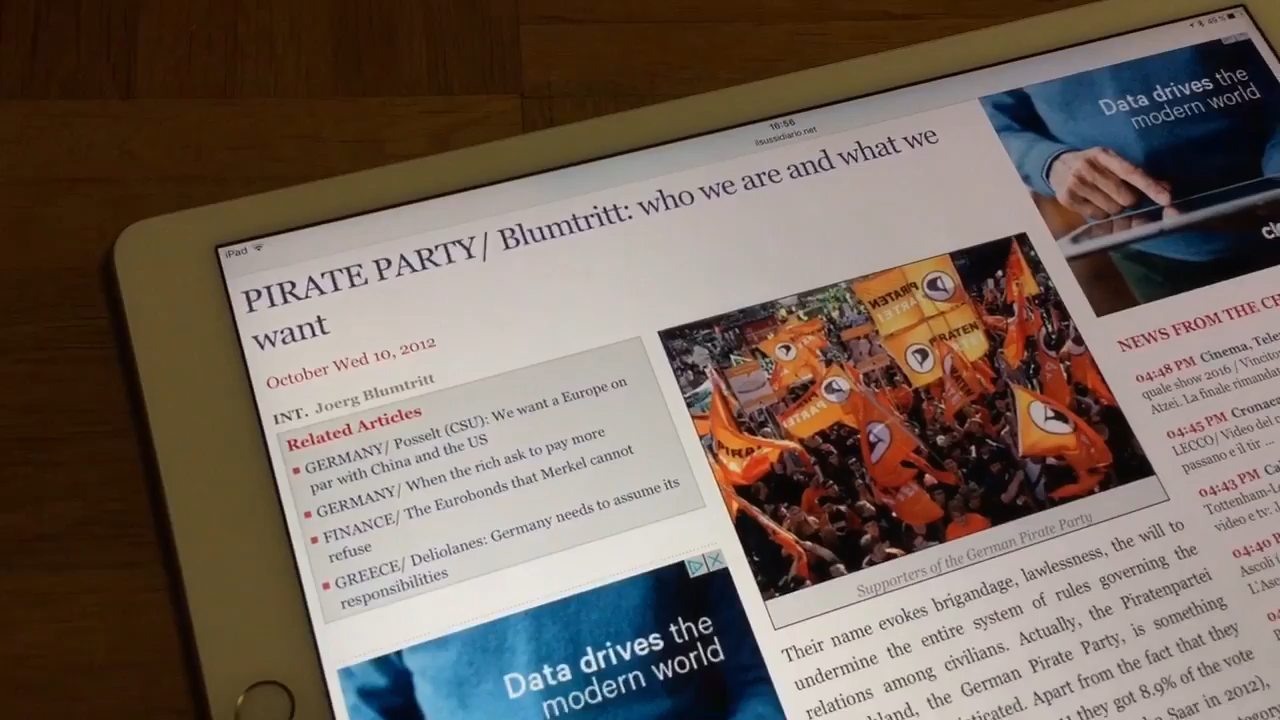 iPad
16:56
ilsussidiario.net
49 %
PIRATE PARTY/ Blumtritt: who we are and what we
want
October Wed 10, 2012
INT. Joerg Blumtritt
Related Articles
GERMANY/ Posselt (CSU): We want a Europe on
par with China and the US
GERMANY/ When the rich ask to pay more
FINANCE/ The Eurobonds that Merkel cannot
refuse
GREECE/ Deliolanes: Germany needs to assume its
responsibilities
Data drives the
modern world
PIRATEN
PARTEI
PIRATEN
Supporters of the German Pirate Party
Their name evokes brigandage, lawlessness, the will to
undermine the entire system of rules governing the
relations among civilians. Actually, the Piratenpartei
the German Pirate Party, is something
Apart from the fact that they
they got 8.9% of the vote
Saar in 2012),
Data drives the
modern world
NEWS FROM THE
04:48 PM Cinema,
quale show 2016 /
Atzei. La finale
04:45 PM
LECCO/ Video del
passano e il tir ...
04:43 PM
video e tv:
04:40
Ascoli